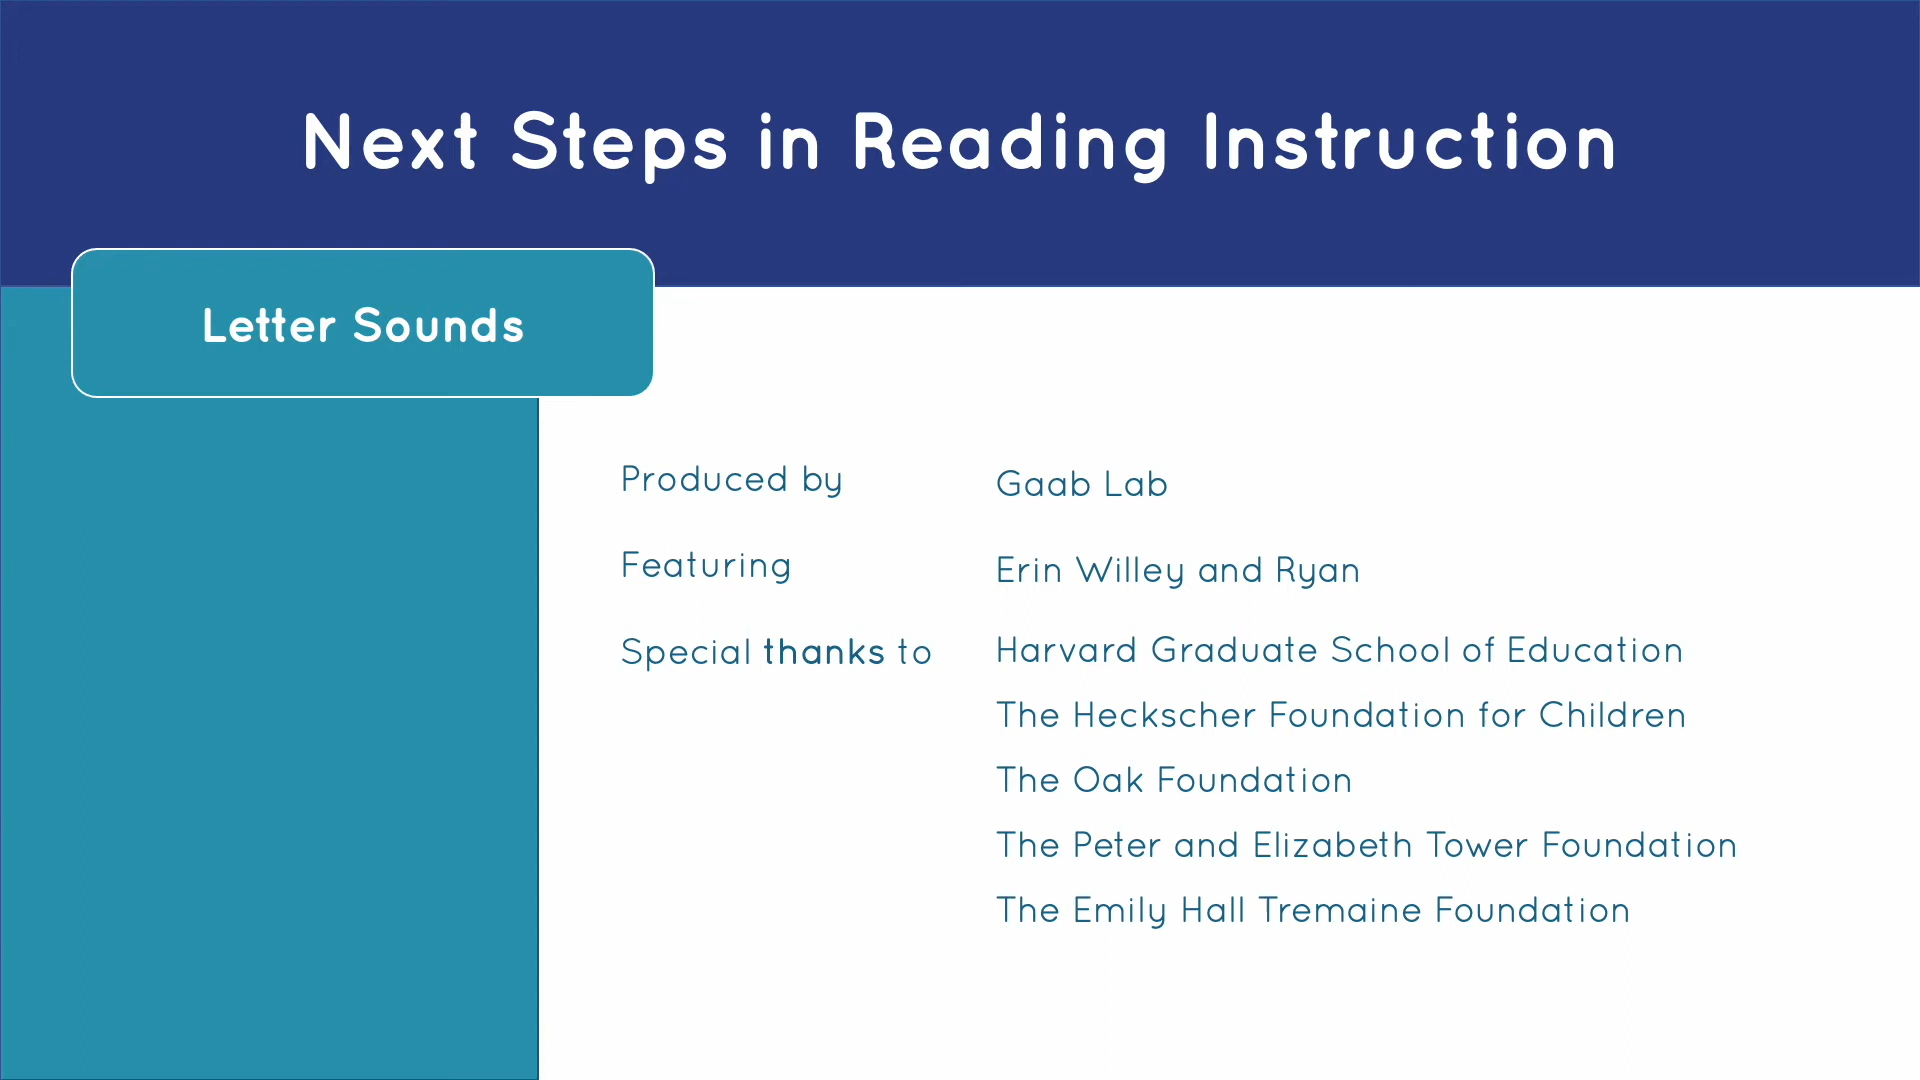 Next Steps in Reading Instruction
Letter Sounds
Produced by Gaab Lab
Featuring Erin Willey and Ryan
Special thanks to Harvard Graduate School of Education
The Heckscher Foundation for Children
The Oak Foundation
The Peter and Elizabeth Tower Foundation
The Emily Hall Tremaine Foundation